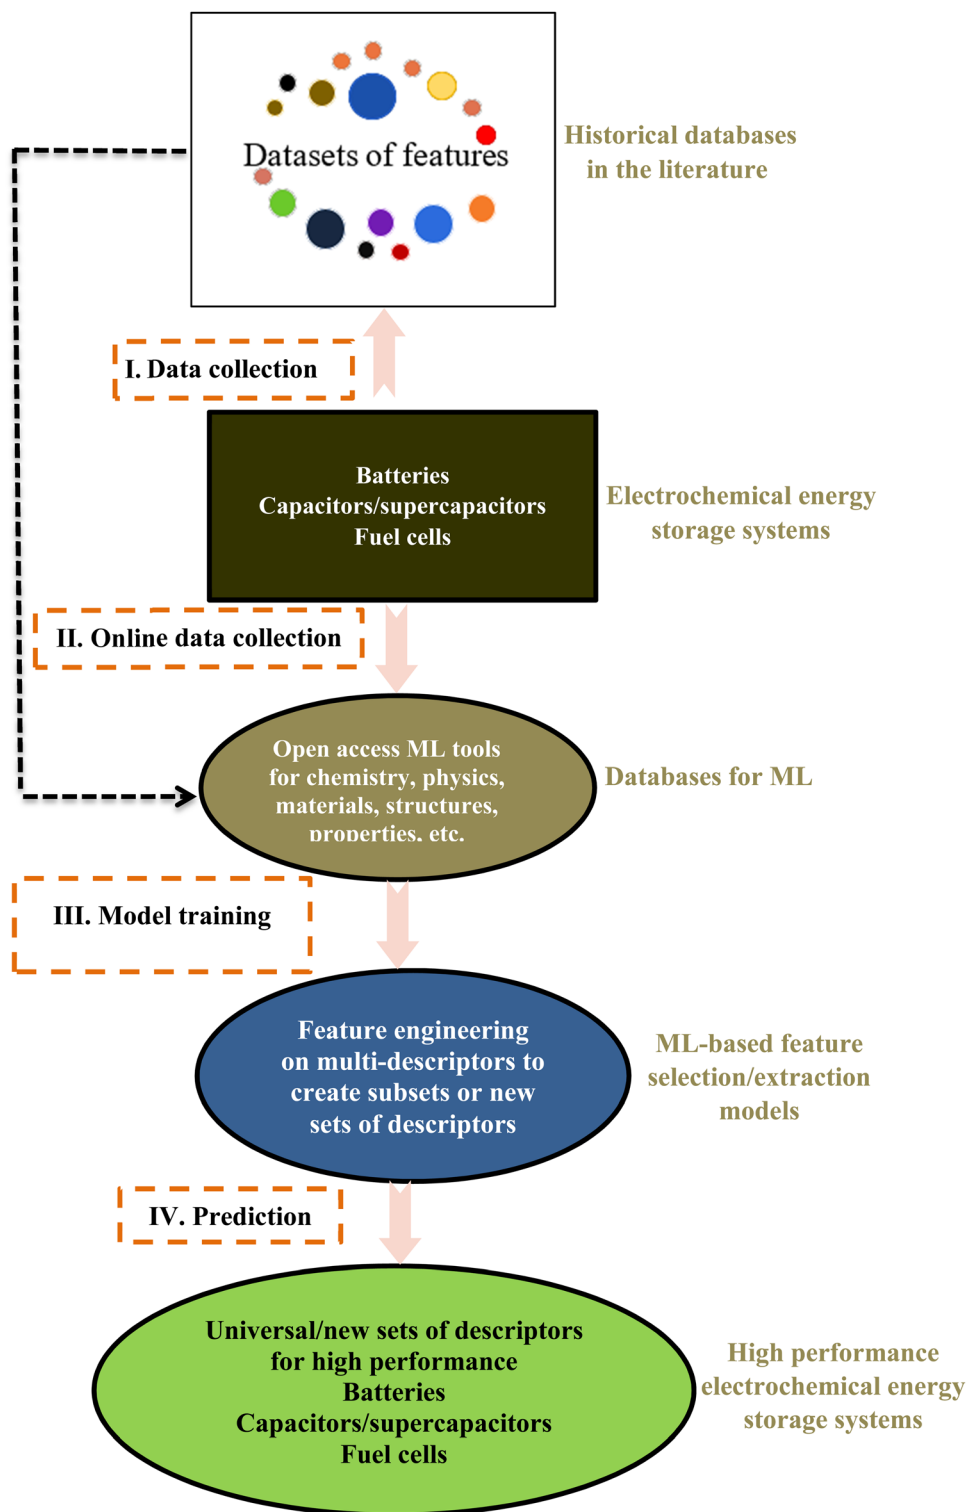 Datasets of features
Historical databases
in the literature
I. Data collection
Batteries
Capacitors/supercapacitors
Fuel cells
Electrochemical energy
storage systems
II. Online data collection
Open access ML tools
for chemistry, physics,
materials, structures,
properties, etc.
Databases for ML
III. Model training
Feature engineering
on multi-descriptors to
create subsets or new
sets of descriptors
ML-based feature
selection/extraction
models
IV. Prediction
Universal/new sets of descriptors
for high performance
Batteries
Capacitors/supercapacitors
Fuel cells
High performance
electrochemical energy
storage systems